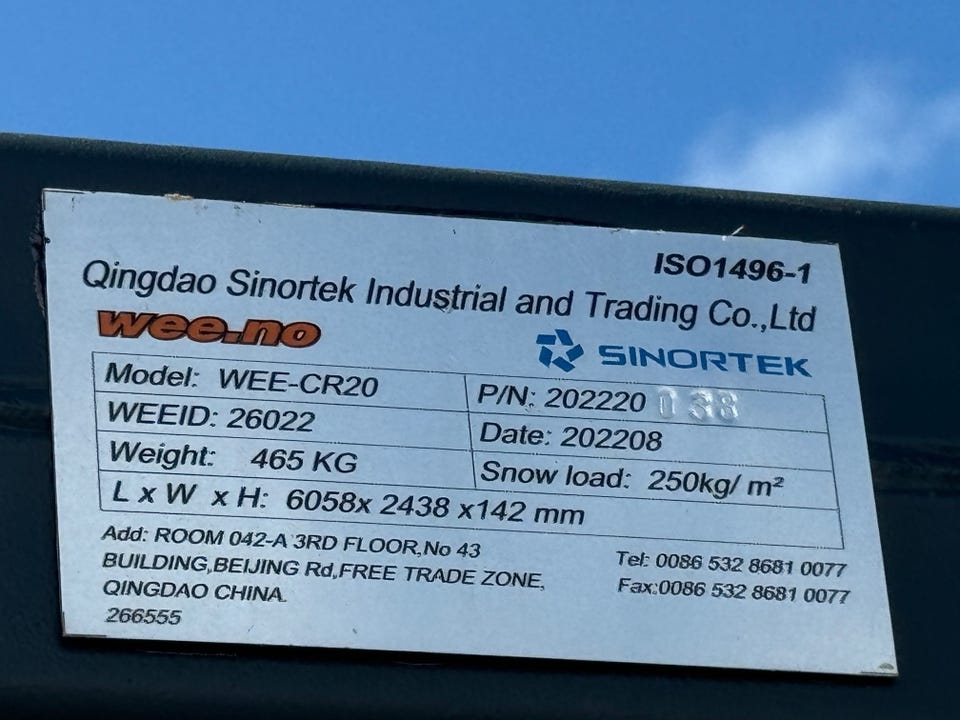 ISO1496-1
Qingdao Sinortek Industrial and Trading Co.,Ltd
wee.no
SINORTEK
Model: WEE-CR20
P/N: 202220 038
WEEID: 26022
Date: 202208
Weight: 465 KG
Snow load: 250kg/ m²
L x W x H: 6058x 2438 x142 mm
Add: ROOM 042-A 3RD FLOOR,No 43
BUILDING,BEIJING Rd,FREE TRADE ZONE,
QINGDAO CHINA.
266555
Tel: 0086 532 8681 0077
Fax:0086 532 8681 0077